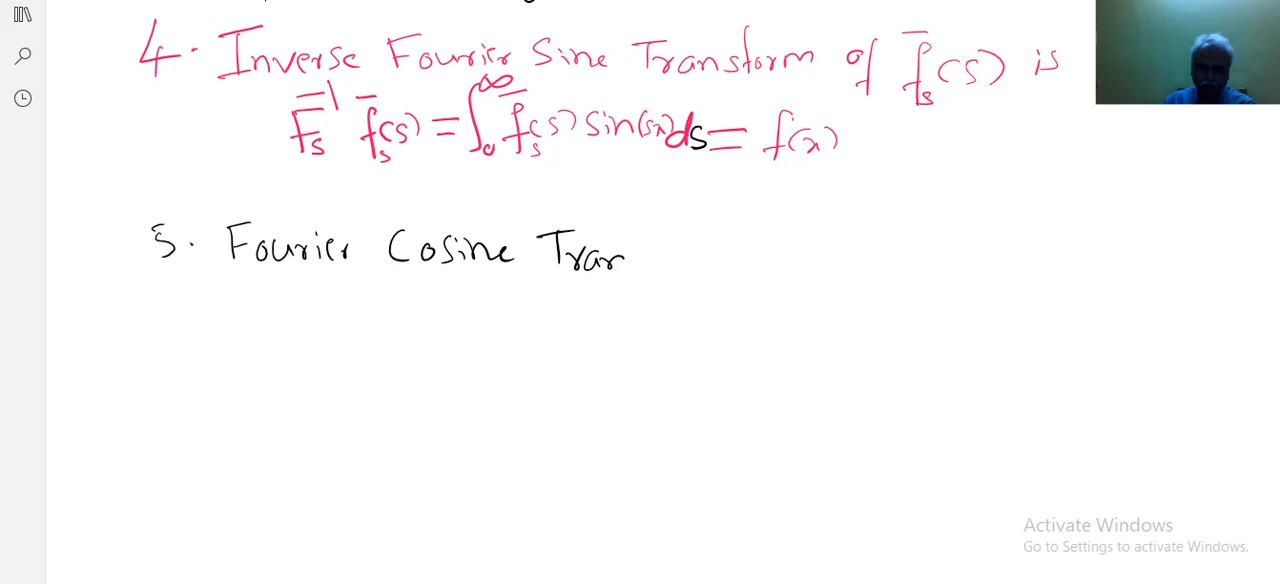 4. Inverse Fourier Sine Transform of f̄ₛ(s) is
F̄ₛ⁻¹ f̄ₛ(s) = ∫₀^∞ f̄ₛ(s) sin(sx) ds = f(x)
5. Fourier Cosine Tran
Activate Windows
Go to Settings to activate Windows.